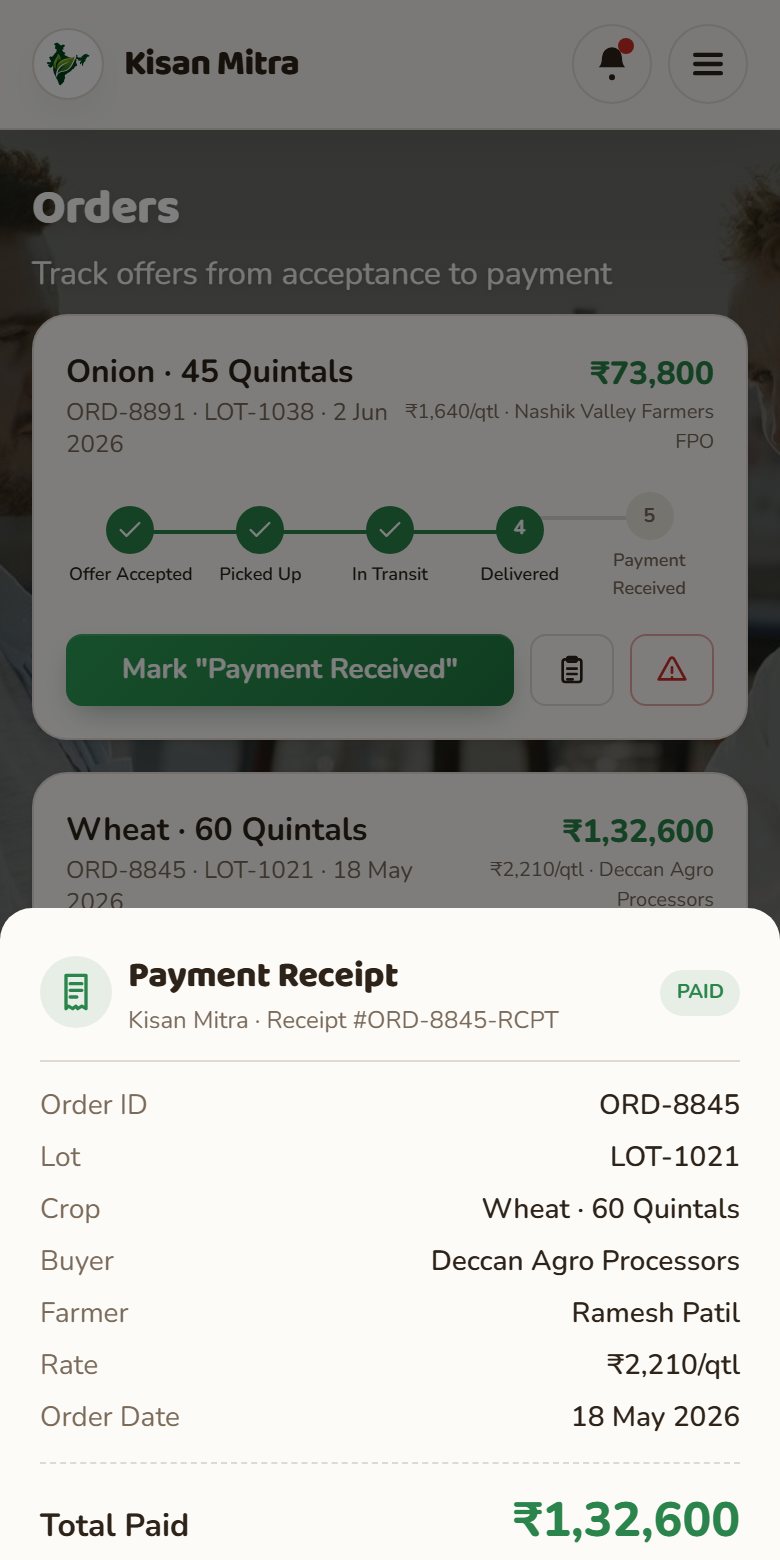 Kisan Mitra
Orders
Track offers from acceptance to payment
Onion · 45 Quintals
₹73,800
ORD-8891 · LOT-1038 · 2 Jun
2026
₹1,640/qtl · Nashik Valley Farmers
FPO
4
5
Offer Accepted
Picked Up
In Transit
Delivered
Payment
Received
Mark "Payment Received"
Wheat · 60 Quintals
₹1,32,600
ORD-8845 · LOT-1021 · 18 May
2026
₹2,210/qtl · Deccan Agro
Processors
Payment Receipt
Kisan Mitra · Receipt #ORD-8845-RCPT
PAID
Order ID ORD-8845
Lot LOT-1021
Crop Wheat · 60 Quintals
Buyer Deccan Agro Processors
Farmer Ramesh Patil
Rate ₹2,210/qtl
Order Date 18 May 2026
Total Paid ₹1,32,600